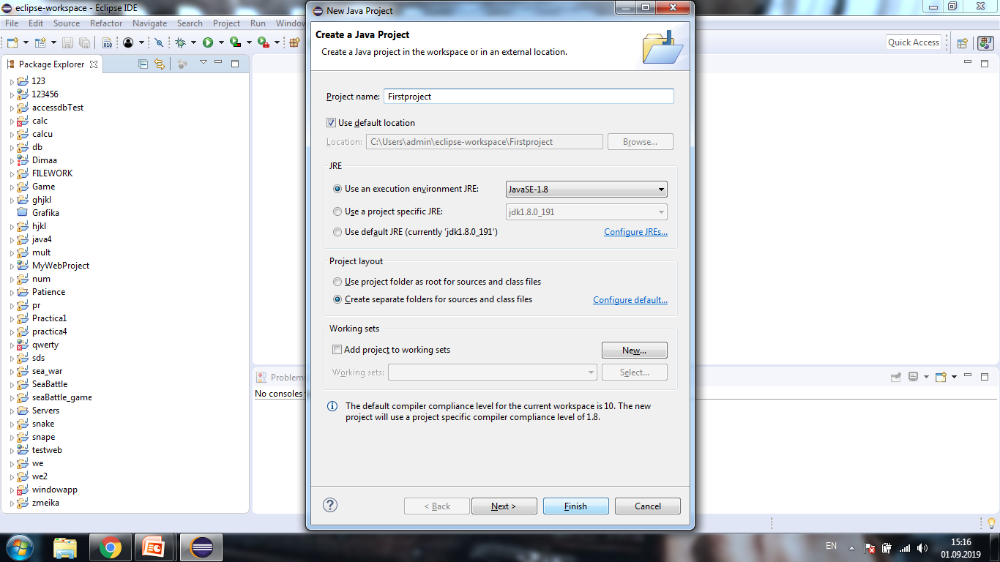 eclipse-workspace - Eclipse IDE
File Edit Source Refactor Navigate Search Project Run Window
Quick Access
Package Explorer
123
123456
accessdbTest
calc
calcu
db
Dimaa
FILEWORK
Game
ghjkl
Grafika
hjkl
java4
mult
MyWebProject
num
Patience
pr
Practica1
practica4
qwerty
sds
sea_war
SeaBattle
seaBattle_game
Servers
snake
snape
testweb
we
we2
windowapp
zmeika
New Java Project
Create a Java Project
Create a Java project in the workspace or in an external location.
Project name: Firstproject
Use default location
Location: C:\Users\admin\eclipse-workspace\Firstproject Browse...
JRE
Use an execution environment JRE: JavaSE-1.8
Use a project specific JRE: jdk1.8.0_191
Use default JRE (currently 'jdk1.8.0_191') Configure JREs...
Project layout
Use project folder as root for sources and class files
Create separate folders for sources and class files Configure default...
Working sets
Add project to working sets New...
Working sets: Select...
The default compiler compliance level for the current workspace is 10. The new
project will use a project specific compiler compliance level of 1.8.
< Back Next > Finish Cancel
Problems
No consoles
EN
15:16
01.09.2019